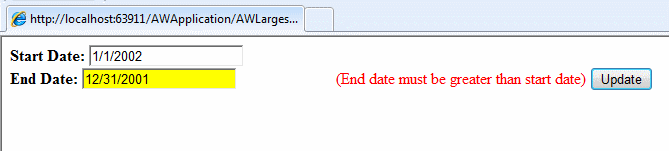 http://localhost:63911/AWApplication/AWLarges...
Start Date: 1/1/2002
End Date: 12/31/2001 (End date must be greater than start date) Update